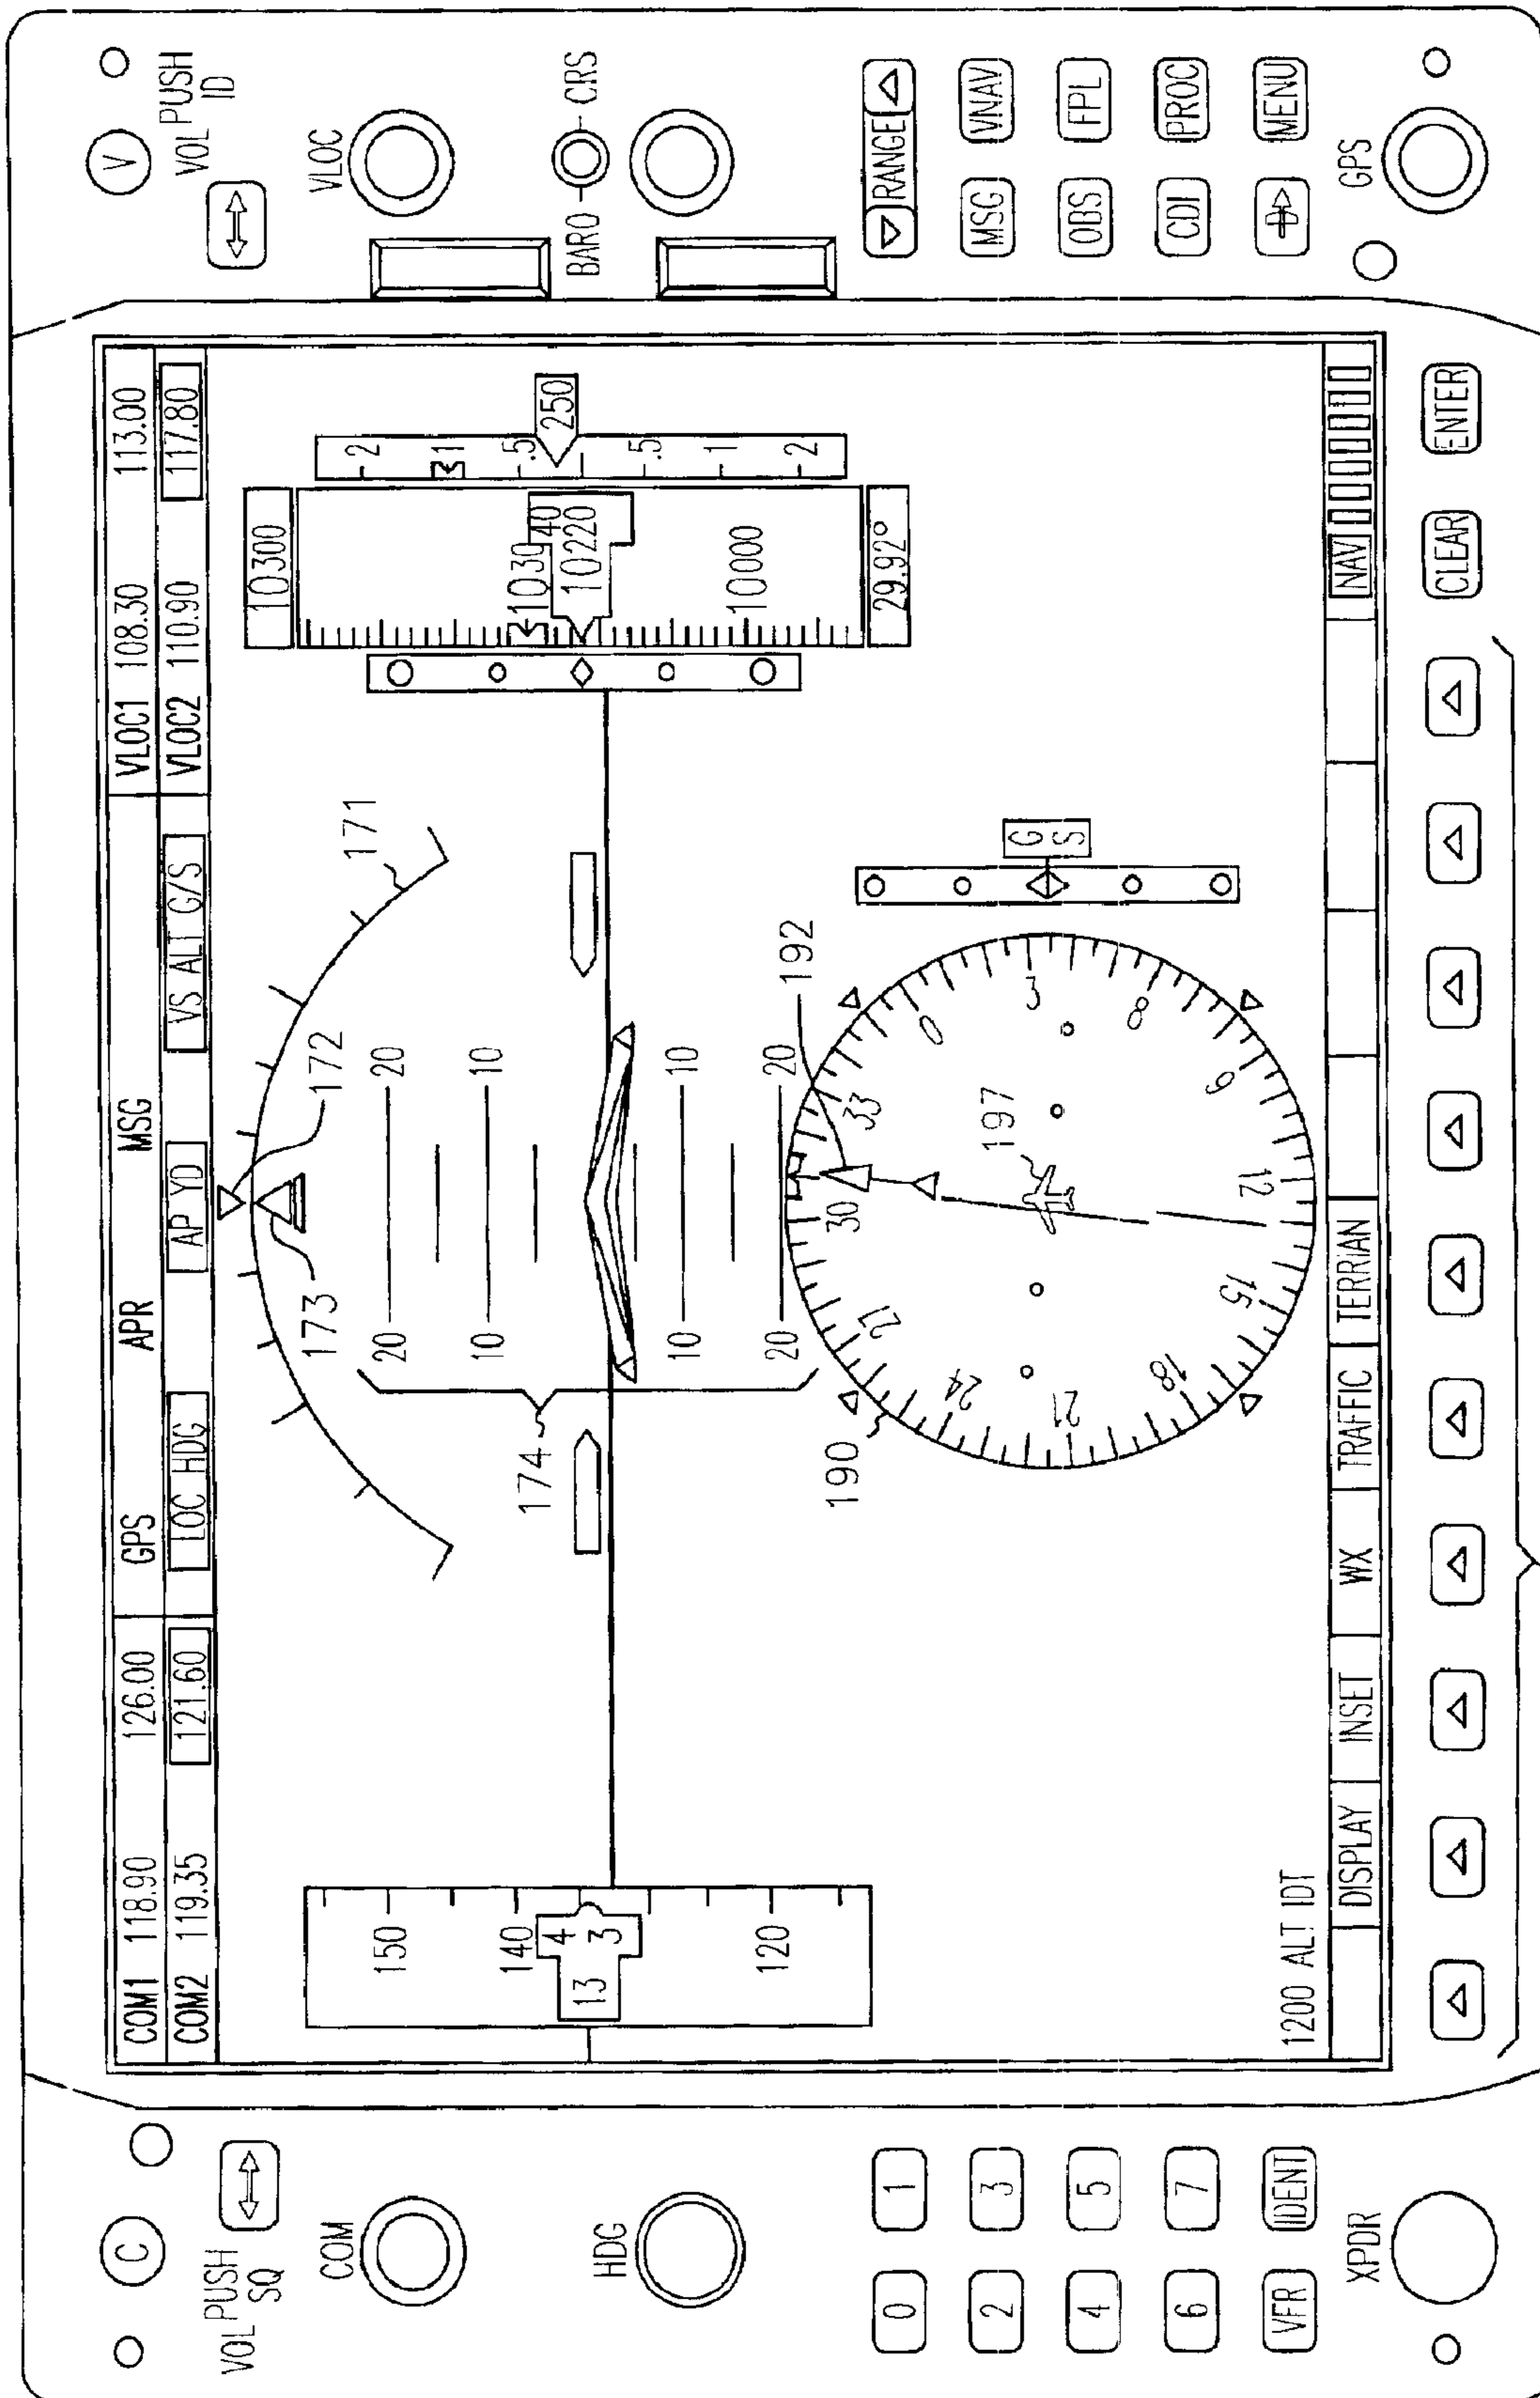 C
VOL PUSH
SQ
COM
HDG
0 1
2 3
4 5
6 7
VFR IDENT
XPDR
COM1 118.90 126.00 GPS APR MSG VLOC1 108.30 113.00
COM2 119.35 121.60 LOC HDG AP YD VS ALT G/S VLOC2 110.90 117.80
172
173
171
174
20 20
10 10
10 10
20 20
150
140
4
13
3
120
10300
1030
40
10220
10000
29.92°
2
1
.5
250
.5
1
2
190
192
197
30
33
0
3
8
9
12
15
18
21
24
27
G
S
1200 ALT IDT
DISPLAY INSET WX TRAFFIC TERRIAN NAV
CLEAR ENTER
V
VOL PUSH
ID
VLOC
BARO CRS
RANGE
MSG VNAV
OBS FPL
CDI PROC
D MENU
GPS